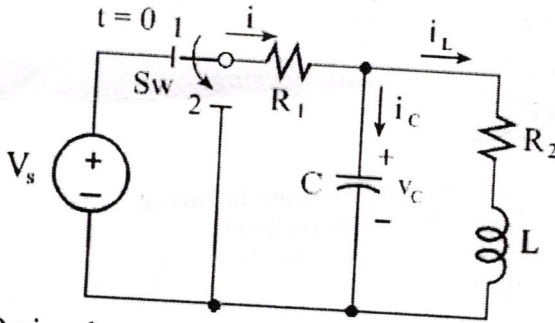 t = 0 1
i
i_L
Sw
2
R_1
i_C
R_2
V_s
+
−
C
+
v_C
−
L